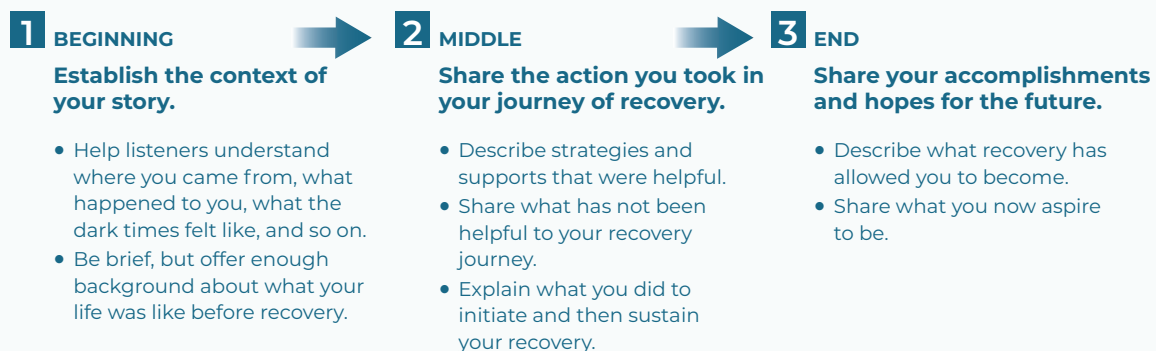 1 BEGINNING
Establish the context of
your story.
• Help listeners understand
where you came from, what
happened to you, what the
dark times felt like, and so on.
• Be brief, but offer enough
background about what your
life was like before recovery.
2 MIDDLE
Share the action you took in
your journey of recovery.
• Describe strategies and
supports that were helpful.
• Share what has not been
helpful to your recovery
journey.
• Explain what you did to
initiate and then sustain
your recovery.
3 END
Share your accomplishments
and hopes for the future.
• Describe what recovery has
allowed you to become.
• Share what you now aspire
to be.